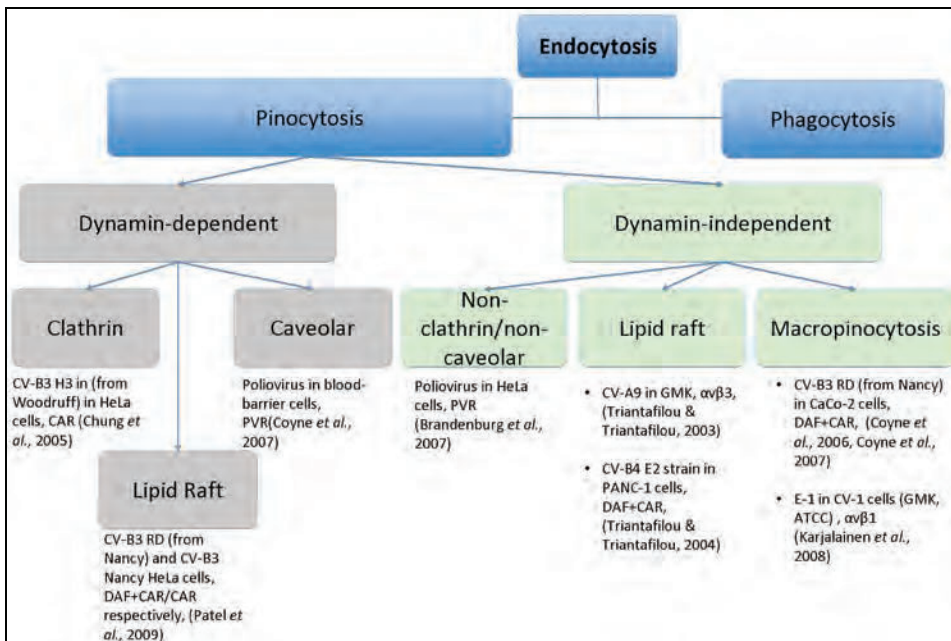 Endocytosis
Pinocytosis
Phagocytosis
Dynamin-dependent
Dynamin-independent
Clathrin
CV-B3 H3 in (from
Woodruff) in HeLa
cells, CAR (Chung et
al., 2005)
Lipid Raft
CV-B3 RD (from
Nancy) and CV-B3
Nancy HeLa cells,
DAF+CAR/CAR
respectively, (Patel et
al., 2009)
Caveolar
Poliovirus in blood-
barrier cells,
PVR(Coyne et al.,
2007)
Non-
clathrin/non-
caveolar
Poliovirus in HeLa
cells, PVR
(Brandenburg et al.,
2007)
Lipid raft
• CV-A9 in GMK, αvβ3,
(Triantafilou &
Triantafilou, 2003)
• CV-B4 E2 strain in
PANC-1 cells,
DAF+CAR,
(Triantafilou &
Triantafilou, 2004)
Macropinocytosis
• CV-B3 RD (from Nancy)
in CaCo-2 cells,
DAF+CAR, (Coyne et
al., 2006, Coyne et al.,
2007)
• E-1 in CV-1 cells (GMK,
ATCC) , αvβ1
(Karjalainen et al.,
2008)